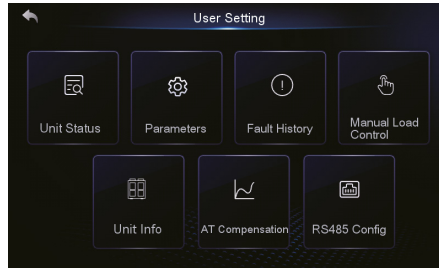 User Setting
Unit Status
Parameters
Fault History
Manual Load
Control
Unit Info
AT Compensation
RS485 Config